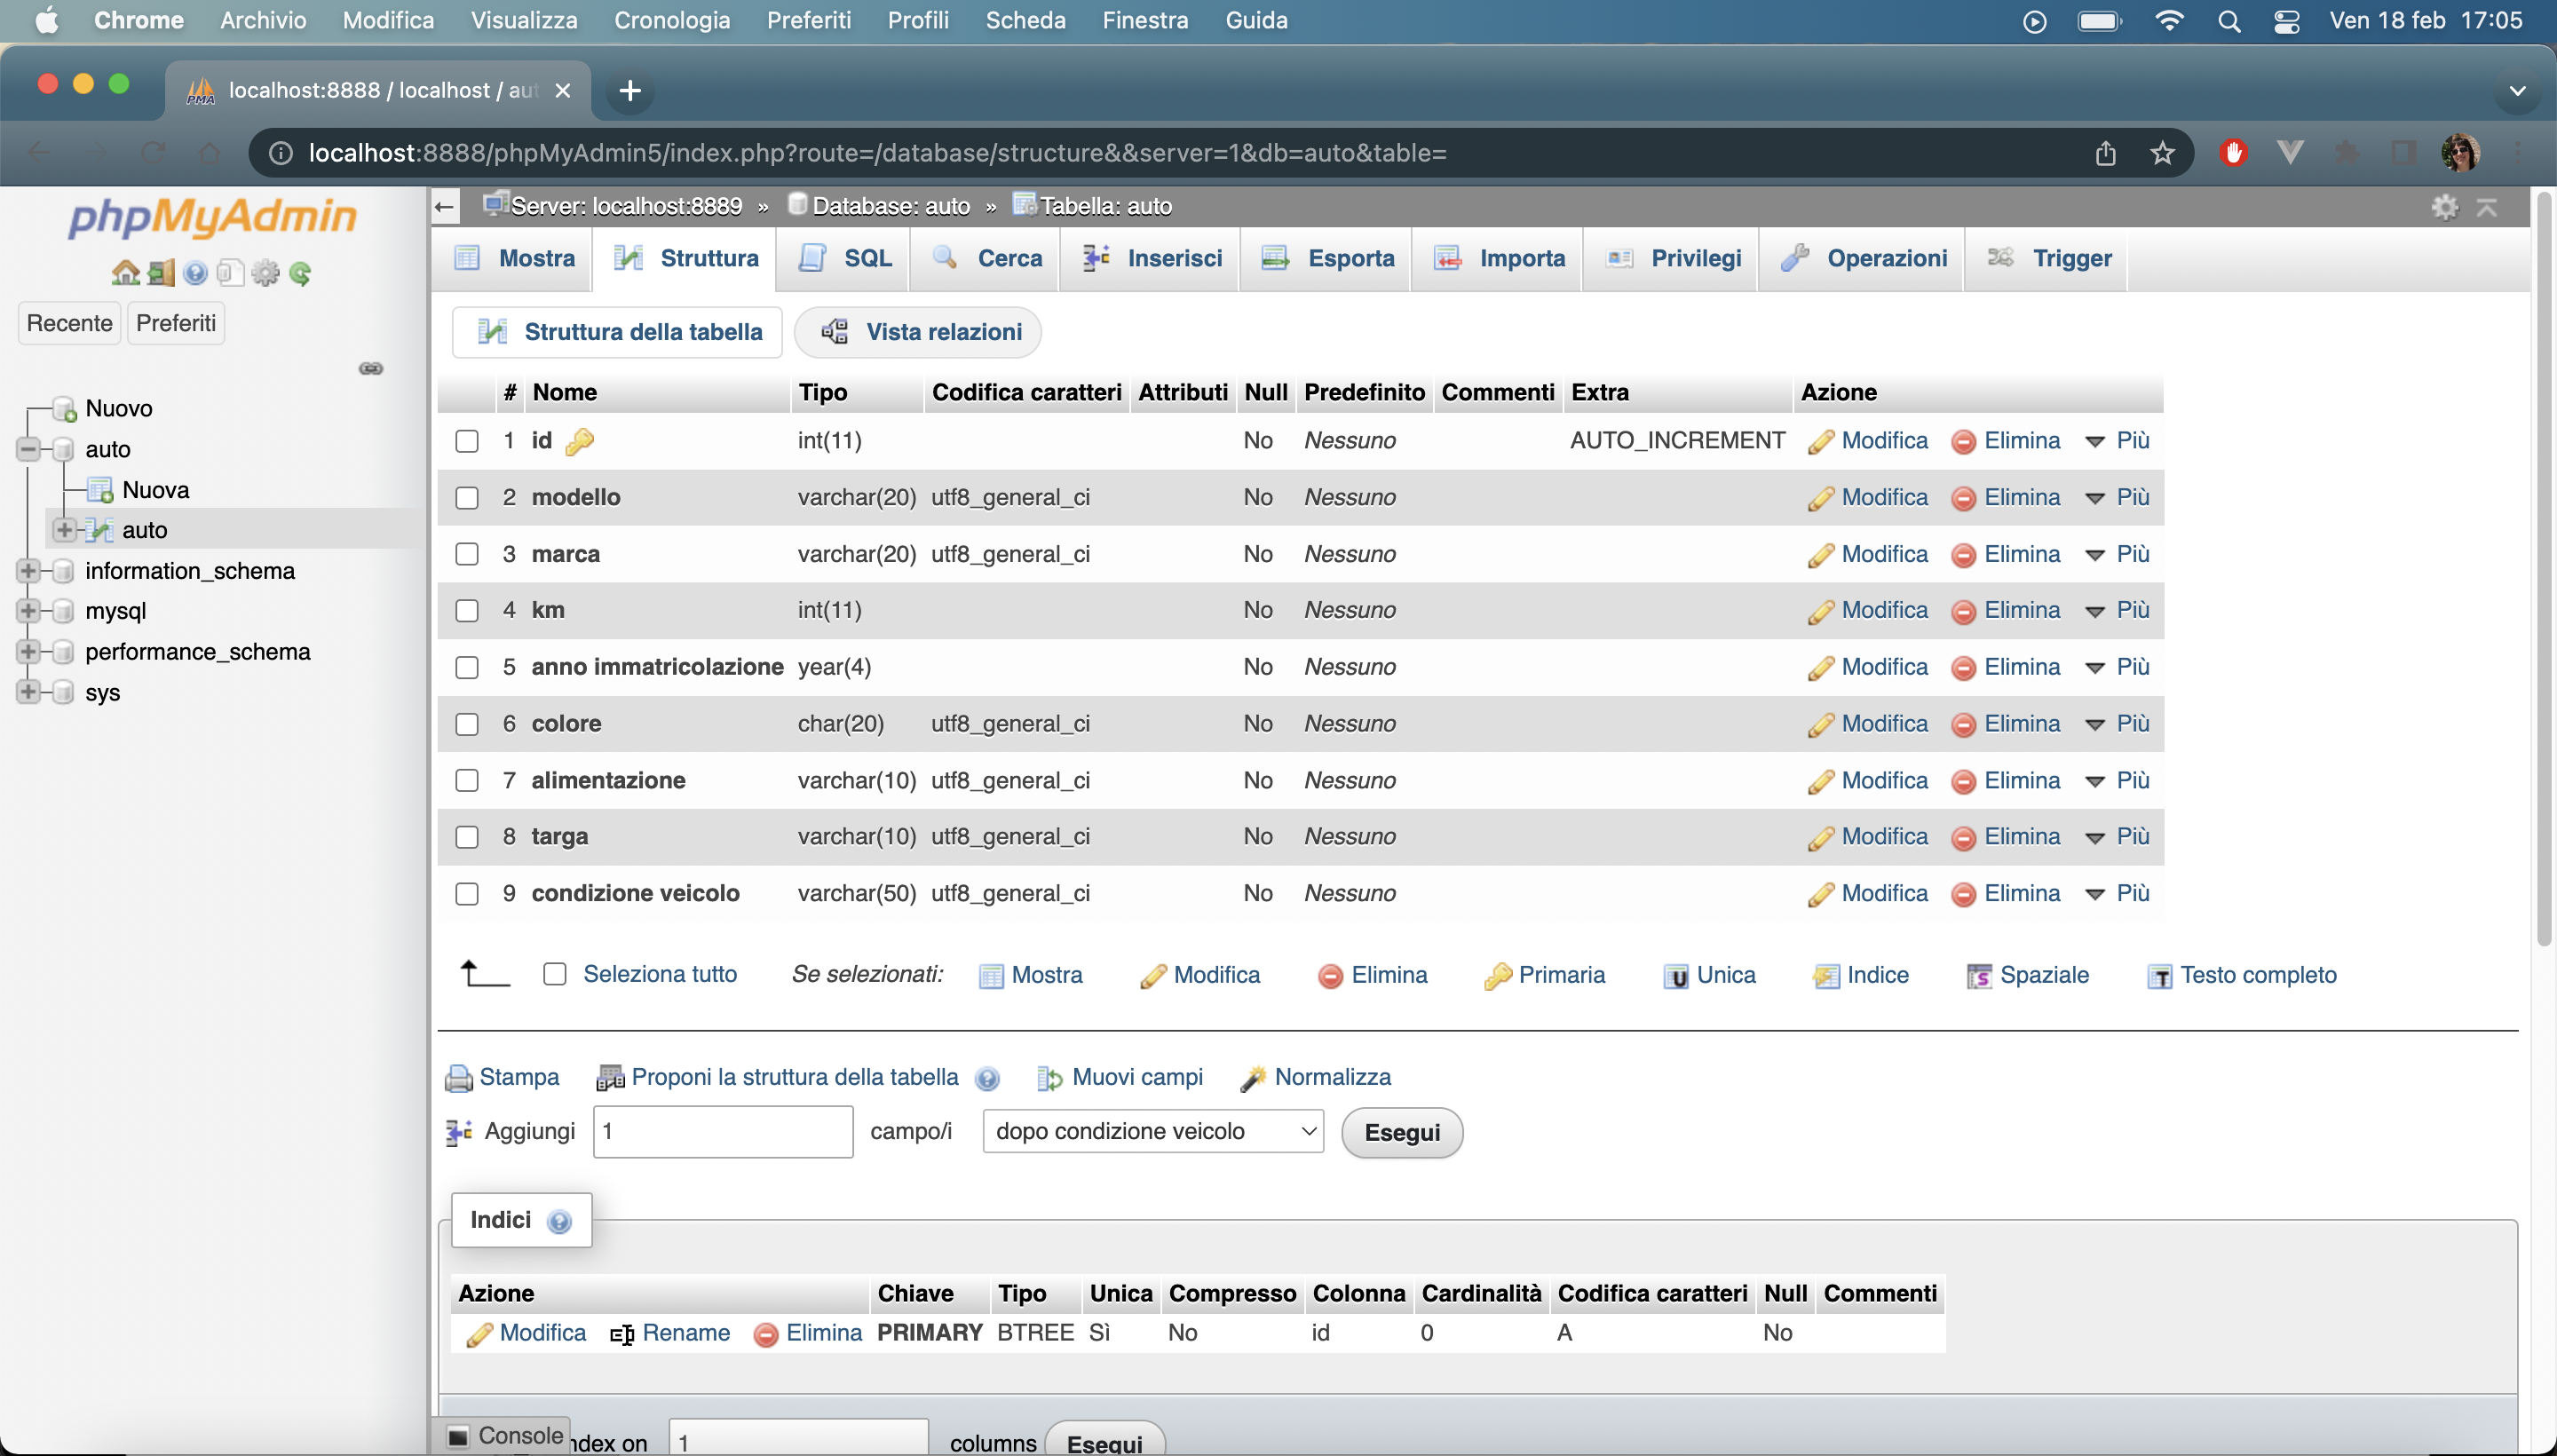 Chrome Archivio Modifica Visualizza Cronologia Preferiti Profili Scheda Finestra Guida Ven 18 feb 17:05
localhost:8888 / localhost / aut
localhost:8888/phpMyAdmin5/index.php?route=/database/structure&&server=1&db=auto&table=
phpMyAdmin
Recente Preferiti
Nuovo
auto
Nuova
auto
information_schema
mysql
performance_schema
sys
Server: localhost:8889 » Database: auto » Tabella: auto
Mostra Struttura SQL Cerca Inserisci Esporta Importa Privilegi Operazioni Trigger
Struttura della tabella Vista relazioni
# Nome Tipo Codifica caratteri Attributi Null Predefinito Commenti Extra Azione
1 id int(11) No Nessuno AUTO_INCREMENT Modifica Elimina Più
2 modello varchar(20) utf8_general_ci No Nessuno Modifica Elimina Più
3 marca varchar(20) utf8_general_ci No Nessuno Modifica Elimina Più
4 km int(11) No Nessuno Modifica Elimina Più
5 anno immatricolazione year(4) No Nessuno Modifica Elimina Più
6 colore char(20) utf8_general_ci No Nessuno Modifica Elimina Più
7 alimentazione varchar(10) utf8_general_ci No Nessuno Modifica Elimina Più
8 targa varchar(10) utf8_general_ci No Nessuno Modifica Elimina Più
9 condizione veicolo varchar(50) utf8_general_ci No Nessuno Modifica Elimina Più
Seleziona tutto Se selezionati: Mostra Modifica Elimina Primaria Unica Indice Spaziale Testo completo
Stampa Proponi la struttura della tabella Muovi campi Normalizza
Aggiungi 1 campo/i dopo condizione veicolo Esegui
Indici
Azione Chiave Tipo Unica Compresso Colonna Cardinalità Codifica caratteri Null Commenti
Modifica Rename Elimina PRIMARY BTREE Sì No id 0 A No
Console ndex on 1 columns Esegui